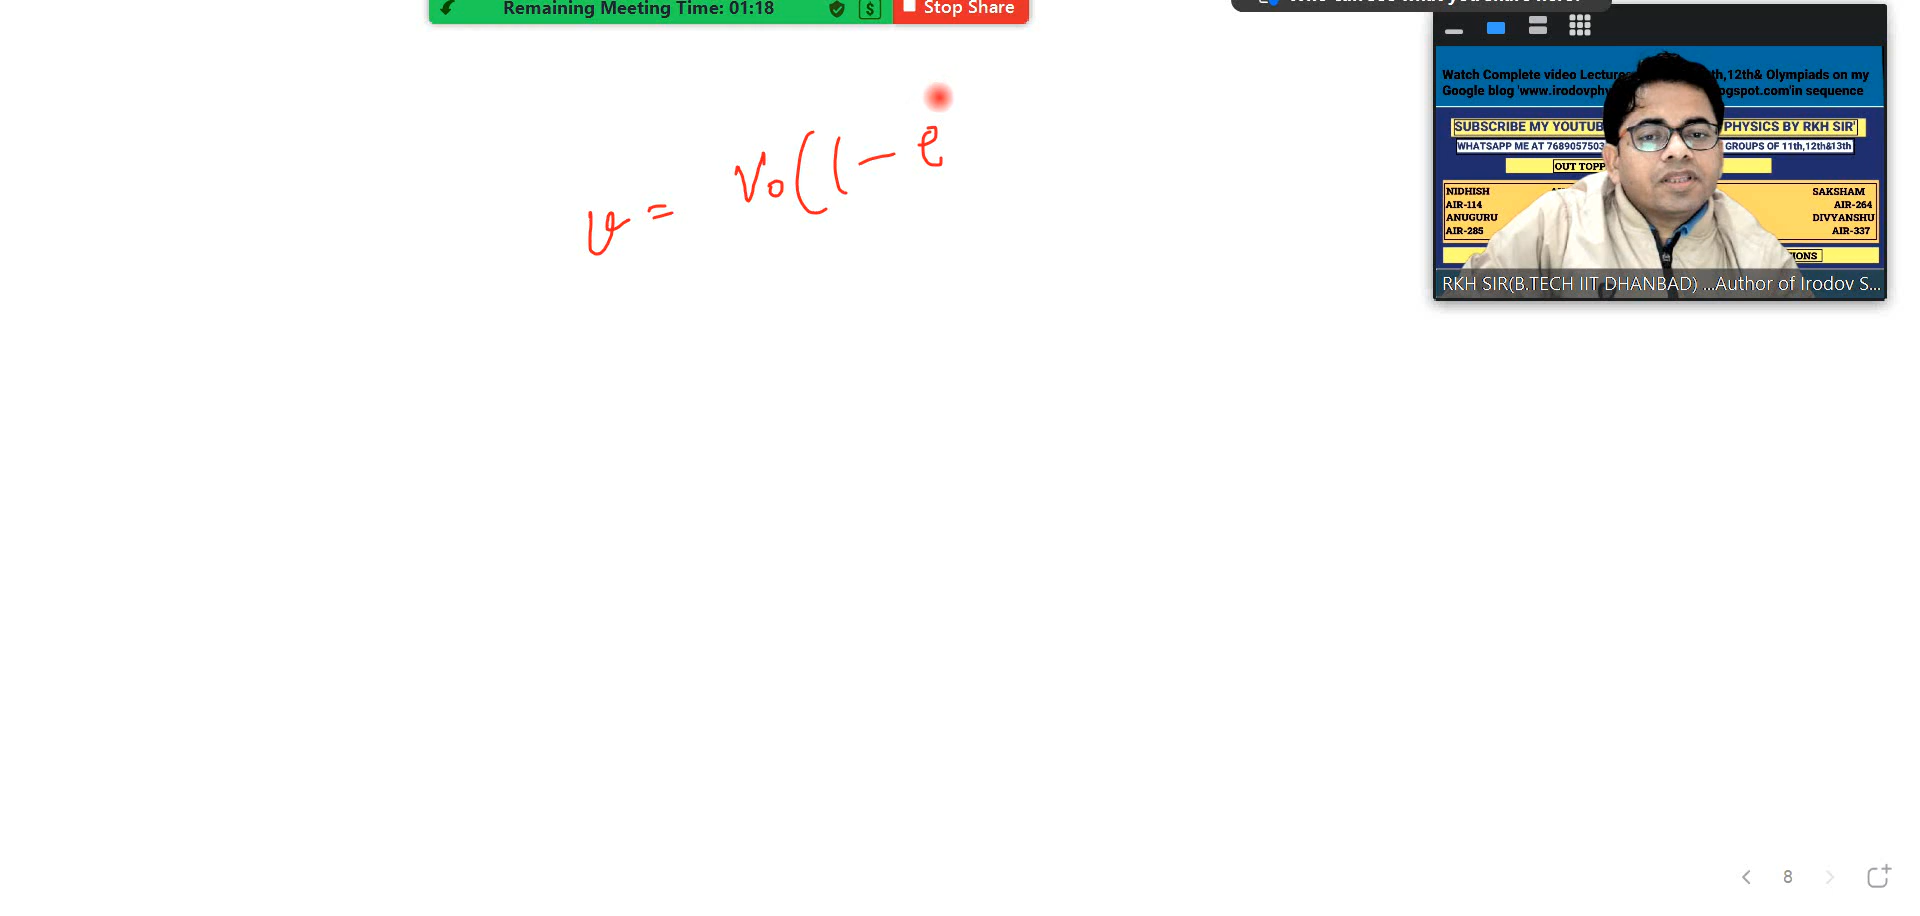 Remaining Meeting Time: 01:18
$
Stop Share
v = V₀(1 - e
Watch Complete video Lecture th,12th& Olympiads on my
Google blog 'www.irodovphy ogspot.com'in sequence
SUBSCRIBE MY YOUTUB PHYSICS BY RKH SIR'
WHATSAPP ME AT 7689057503 GROUPS OF 11th,12th&13th
OUT TOPP
NIDHISH SAKSHAM
AIR-114 AIR-264
ANUGURU DIVYANSHU
AIR-285 AIR-337
IONS
RKH SIR(B.TECH IIT DHANBAD) ...Author of Irodov S...
8